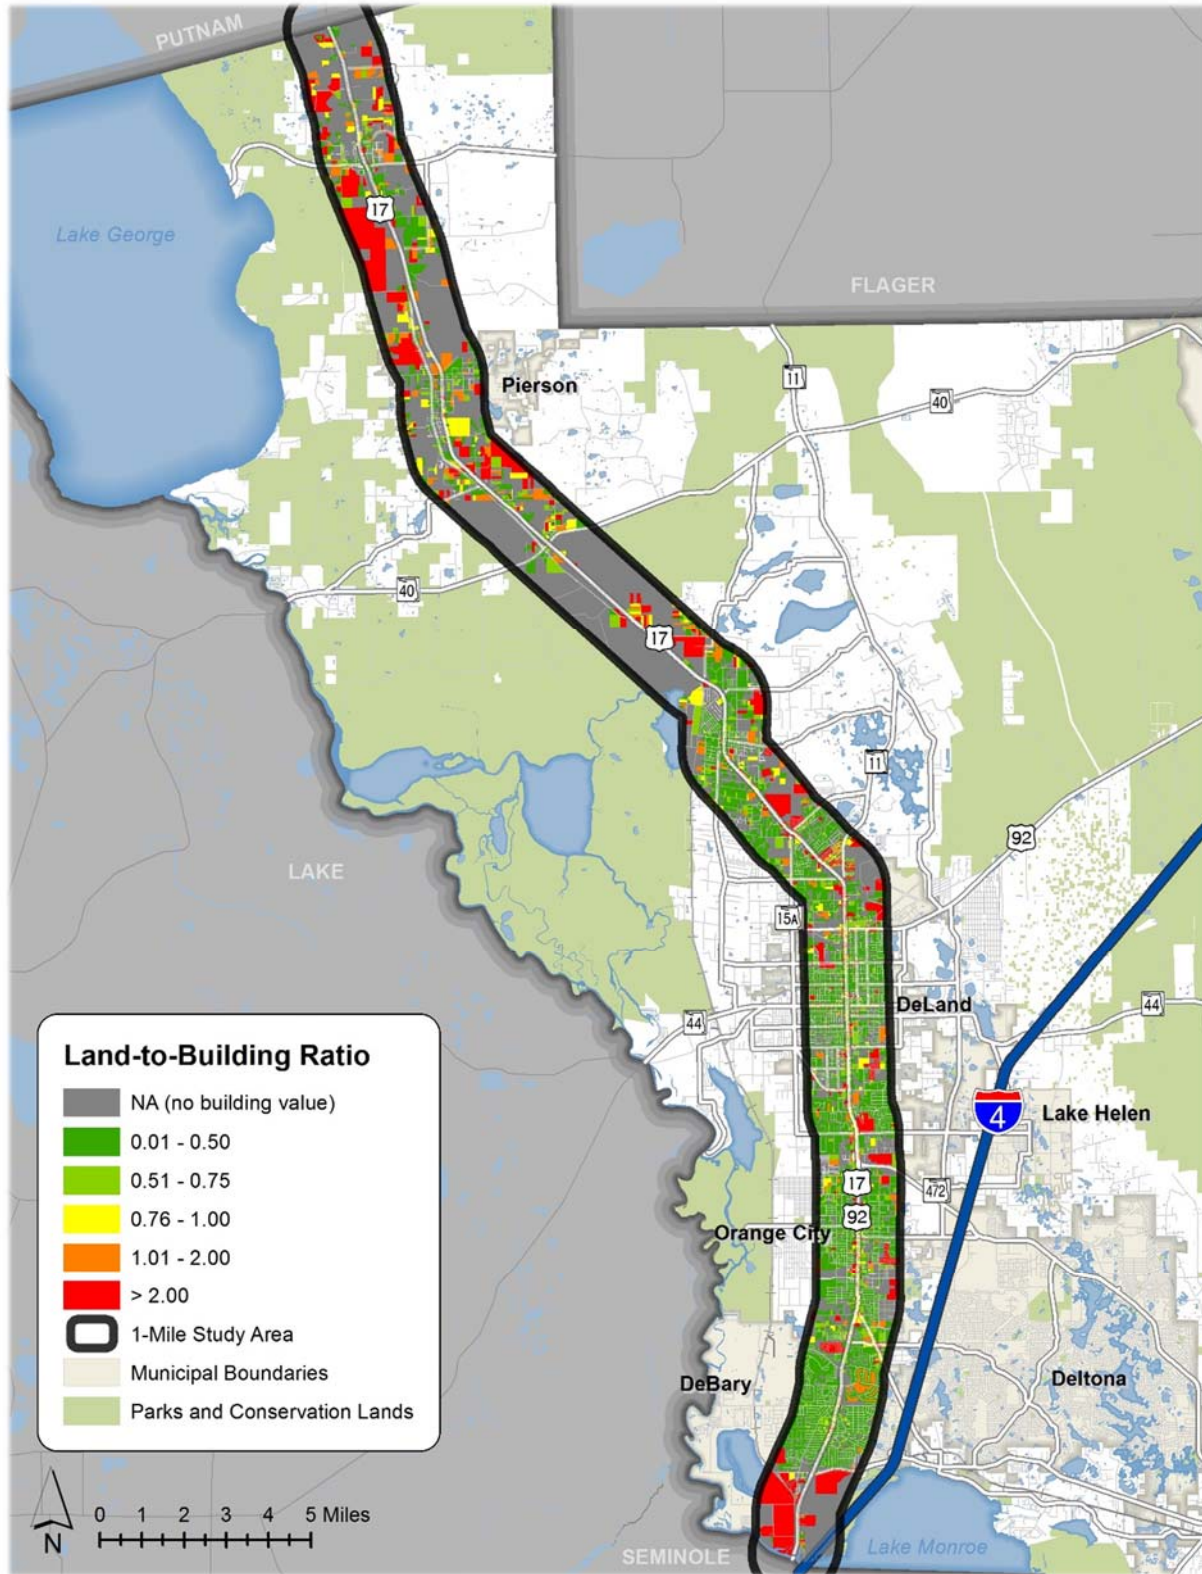 PUTNAM
17
Lake George
FLAGER
Pierson
11
40
40
17
11
92
LAKE
15A
DeLand
44
44
Land-to-Building Ratio
NA (no building value)
0.01 - 0.50
0.51 - 0.75
0.76 - 1.00
1.01 - 2.00
> 2.00
1-Mile Study Area
Municipal Boundaries
Parks and Conservation Lands
4
Lake Helen
17
472
92
Orange City
DeBary
Deltona
0 1 2 3 4 5 Miles
N
SEMINOLE
Lake Monroe